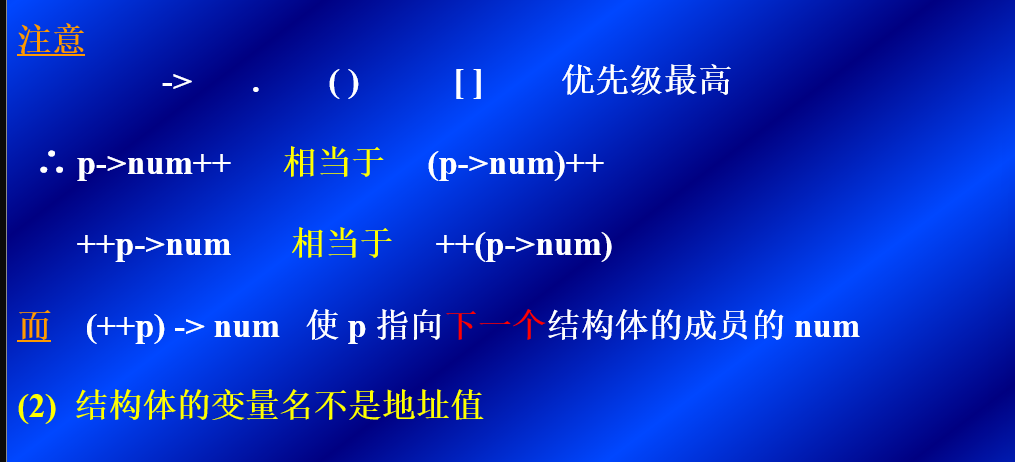 注意
-> . ( ) [ ] 优先级最高
∴ p->num++ 相当于 (p->num)++
++p->num 相当于 ++(p->num)
而 (++p) -> num 使 p 指向下一个结构体的成员的 num
(2) 结构体的变量名不是地址值